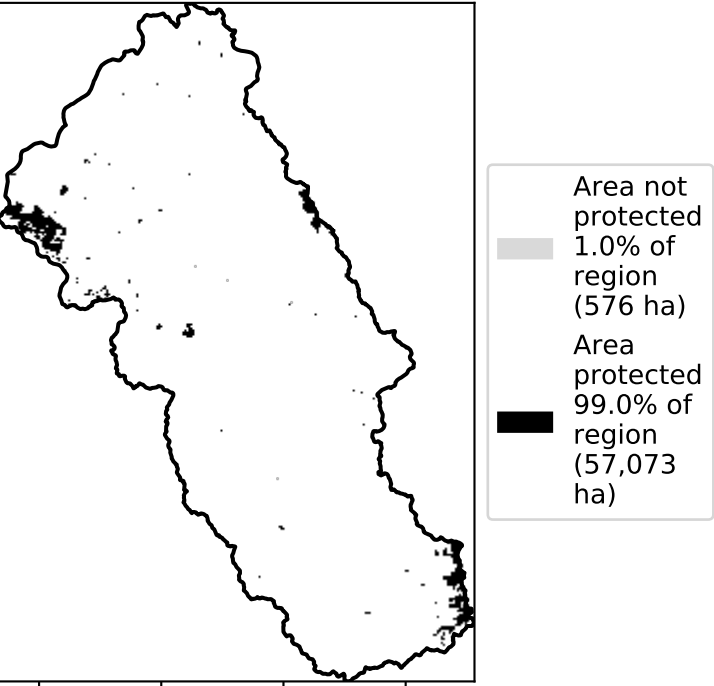 Area not
protected
1.0% of
region
(576 ha)
Area
protected
99.0% of
region
(57,073
ha)